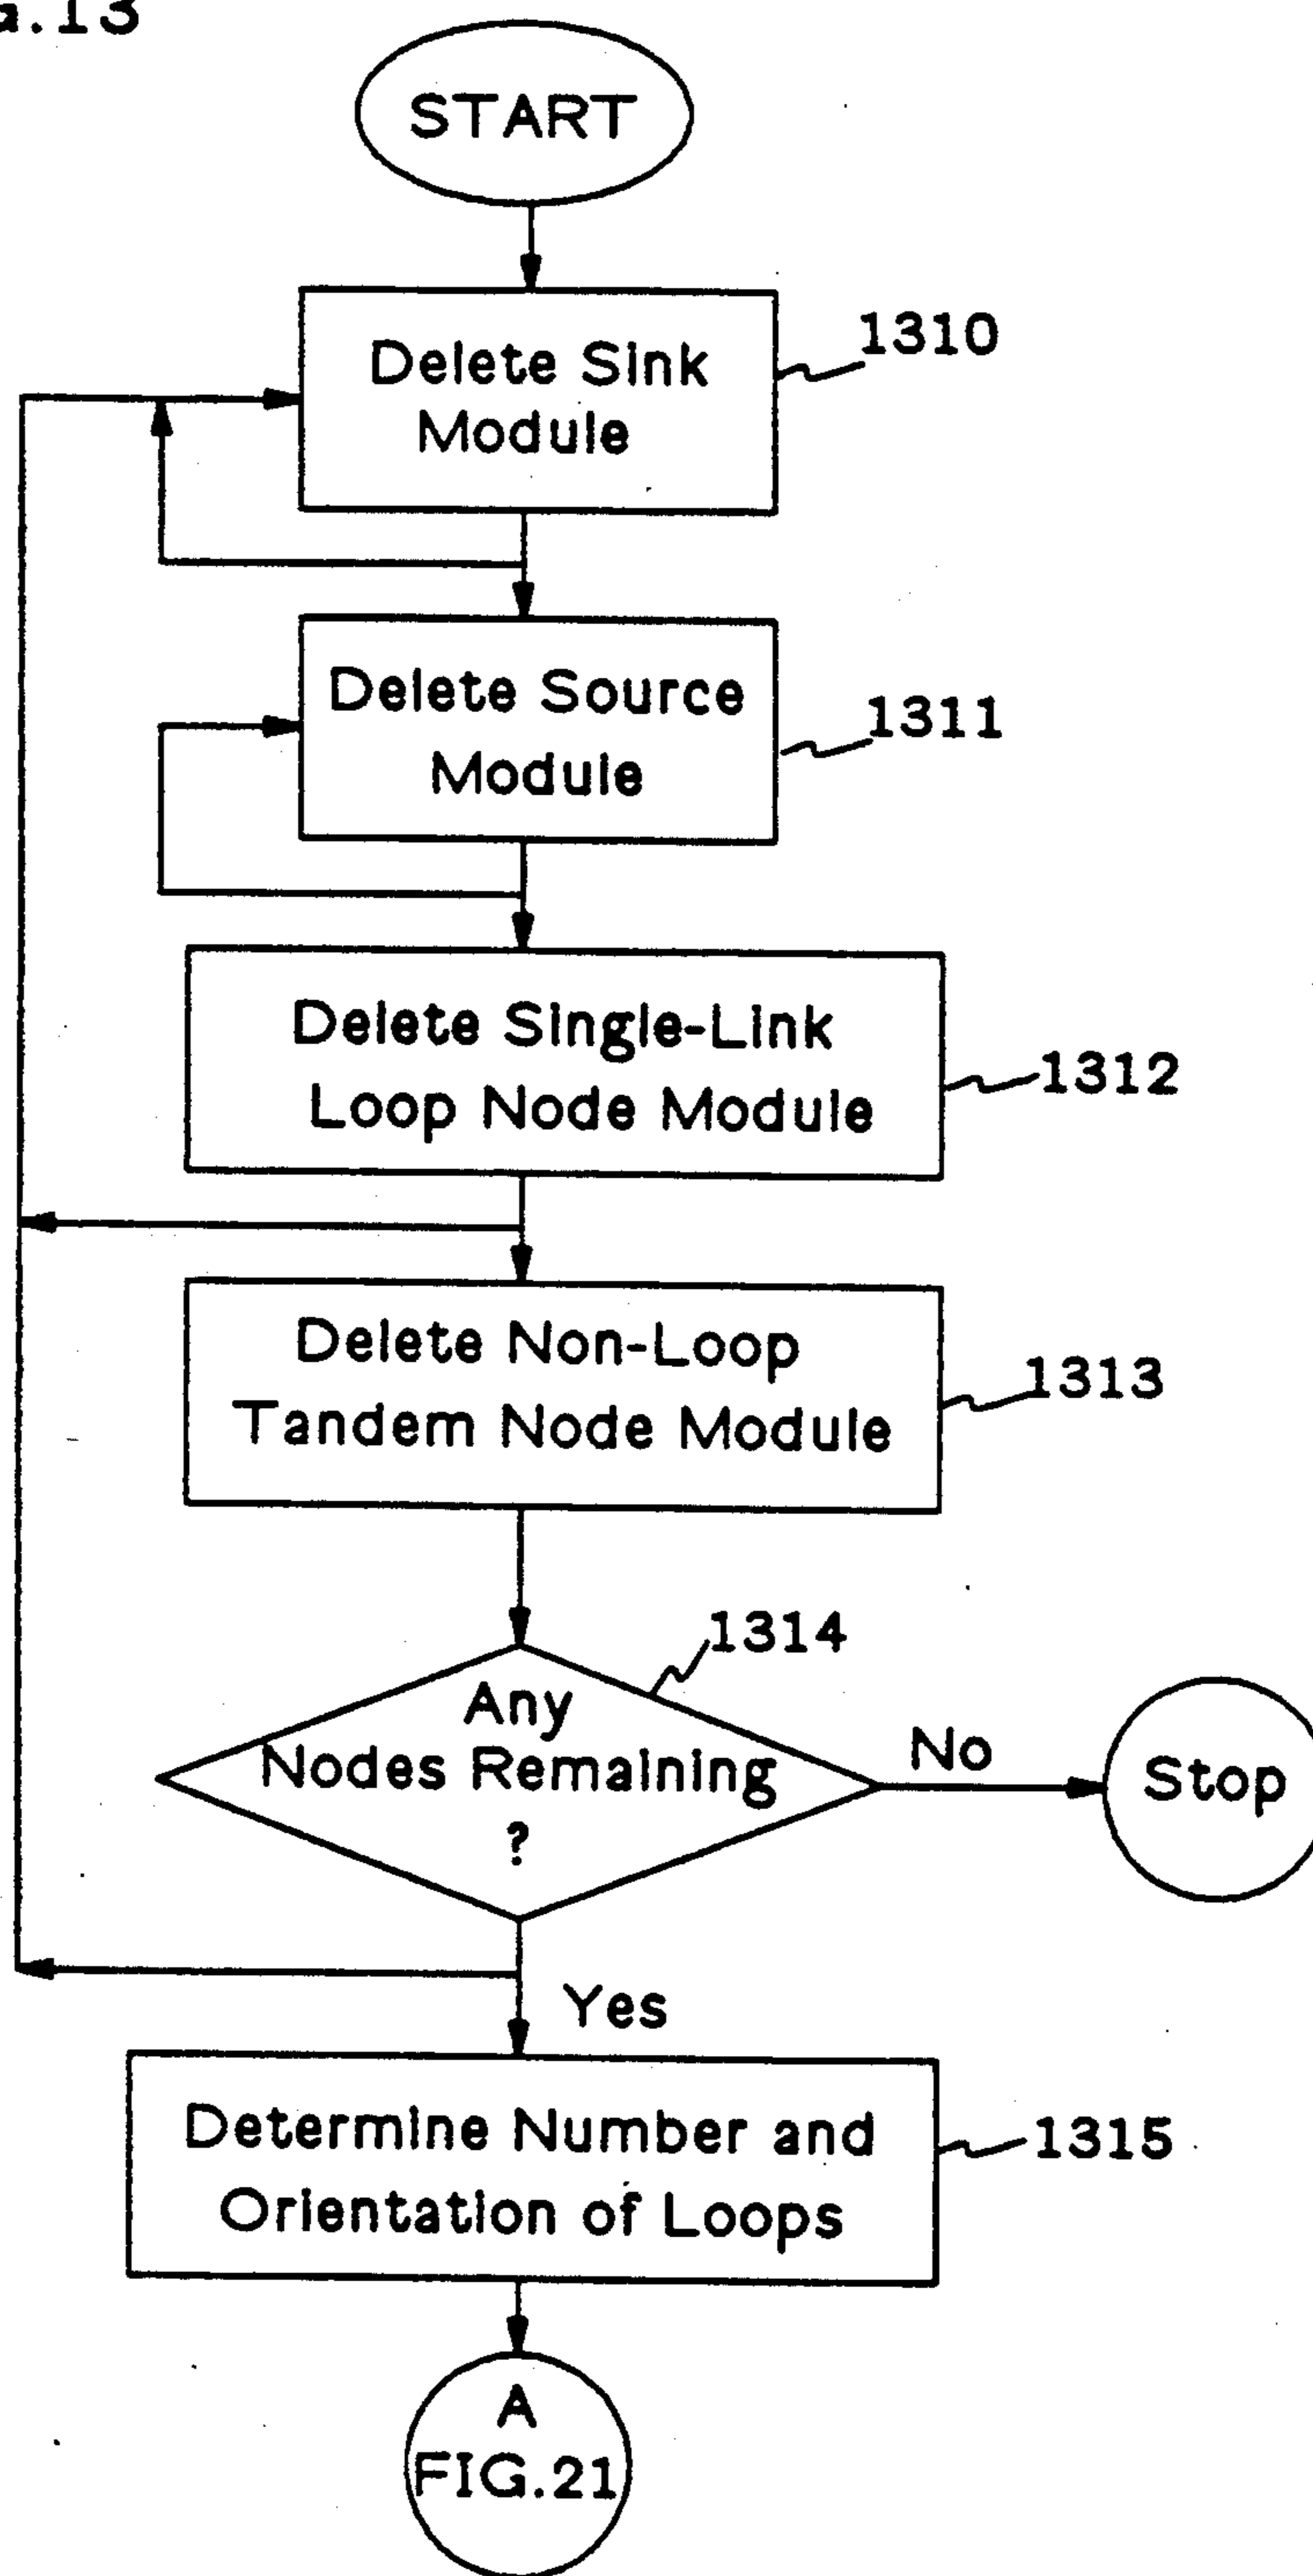 G.13
START
Delete Sink
Module
1310
Delete Source
Module
1311
Delete Single-Link
Loop Node Module
1312
Delete Non-Loop
Tandem Node Module
1313
1314
Any
Nodes Remaining
?
No
Stop
Yes
Determine Number and
Orientation of Loops
1315
A
FIG.21